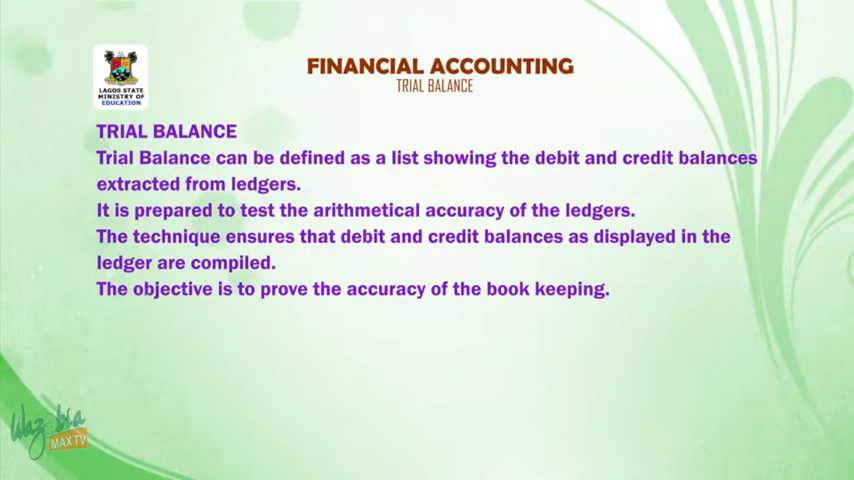 FINANCIAL ACCOUNTING
TRIAL BALANCE
LAGOS STATE
MINISTRY OF
EDUCATION
TRIAL BALANCE
Trial Balance can be defined as a list showing the debit and credit balances
extracted from ledgers.
It is prepared to test the arithmetical accuracy of the ledgers.
The technique ensures that debit and credit balances as displayed in the
ledger are compiled.
The objective is to prove the accuracy of the book keeping.
Wazobia
MAX TV